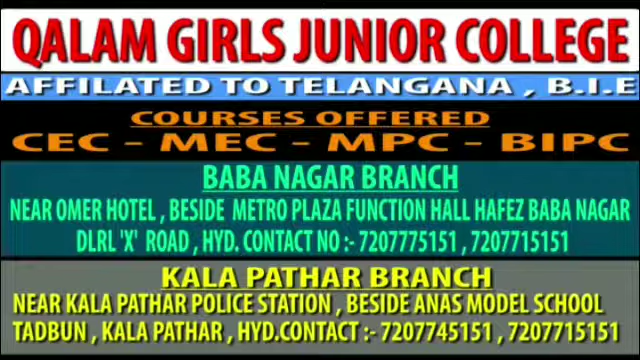 QALAM GIRLS JUNIOR COLLEGE
AFFILATED TO TELANGANA , B.I.E
COURSES OFFERED
CEC - MEC - MPC - BIPC
BABA NAGAR BRANCH
NEAR OMER HOTEL , BESIDE METRO PLAZA FUNCTION HALL HAFEZ BABA NAGAR
DLRL 'X' ROAD , HYD. CONTACT NO :- 7207775151 , 7207715151
KALA PATHAR BRANCH
NEAR KALA PATHAR POLICE STATION , BESIDE ANAS MODEL SCHOOL
TADBUN , KALA PATHAR , HYD.CONTACT :- 7207745151 , 7207715151